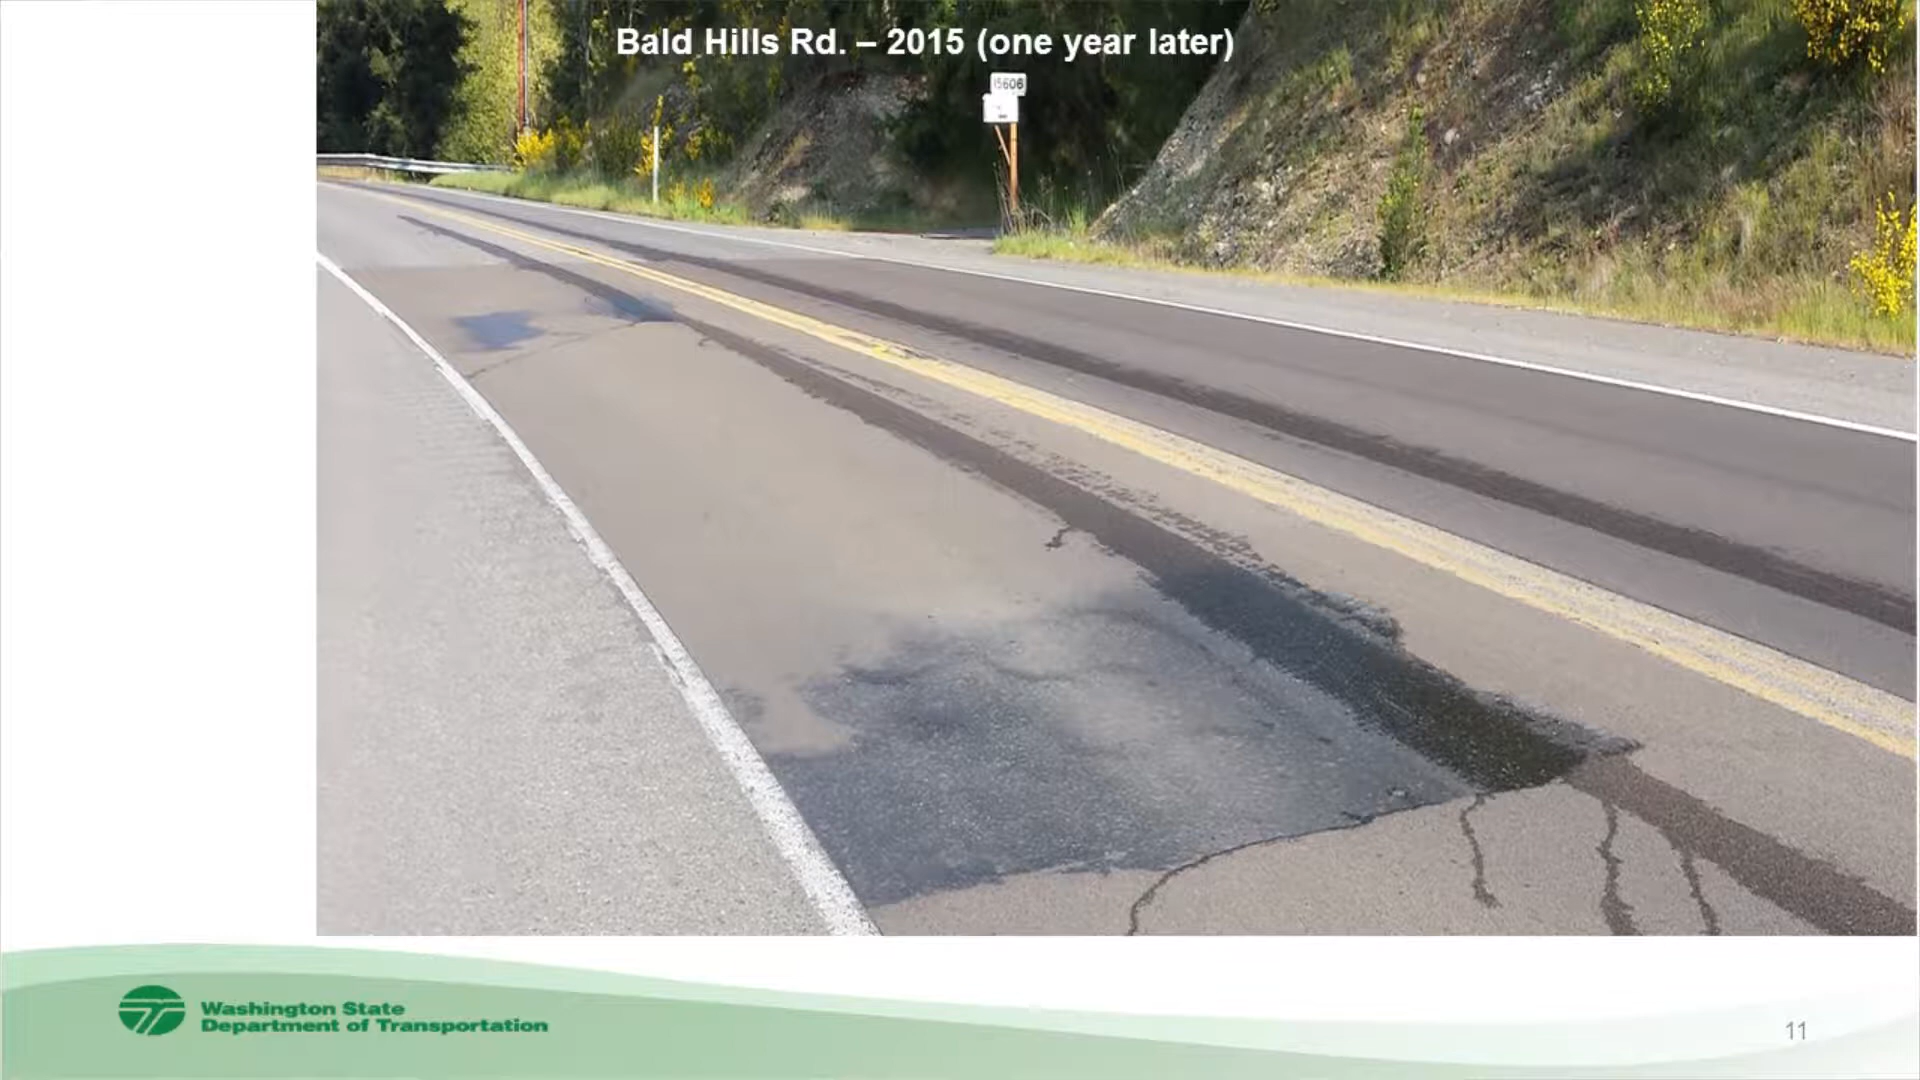 Bald Hills Rd. – 2015 (one year later)
15606
Washington State
Department of Transportation
11